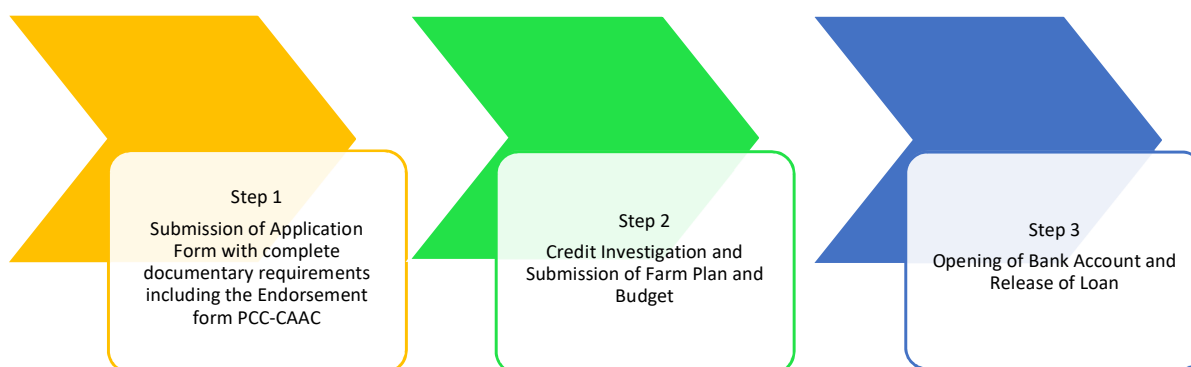 Step 1
Submission of Application
Form with complete
documentary requirements
including the Endorsement
form PCC-CAAC
Step 2
Credit Investigation and
Submission of Farm Plan and
Budget
Step 3
Opening of Bank Account and
Release of Loan